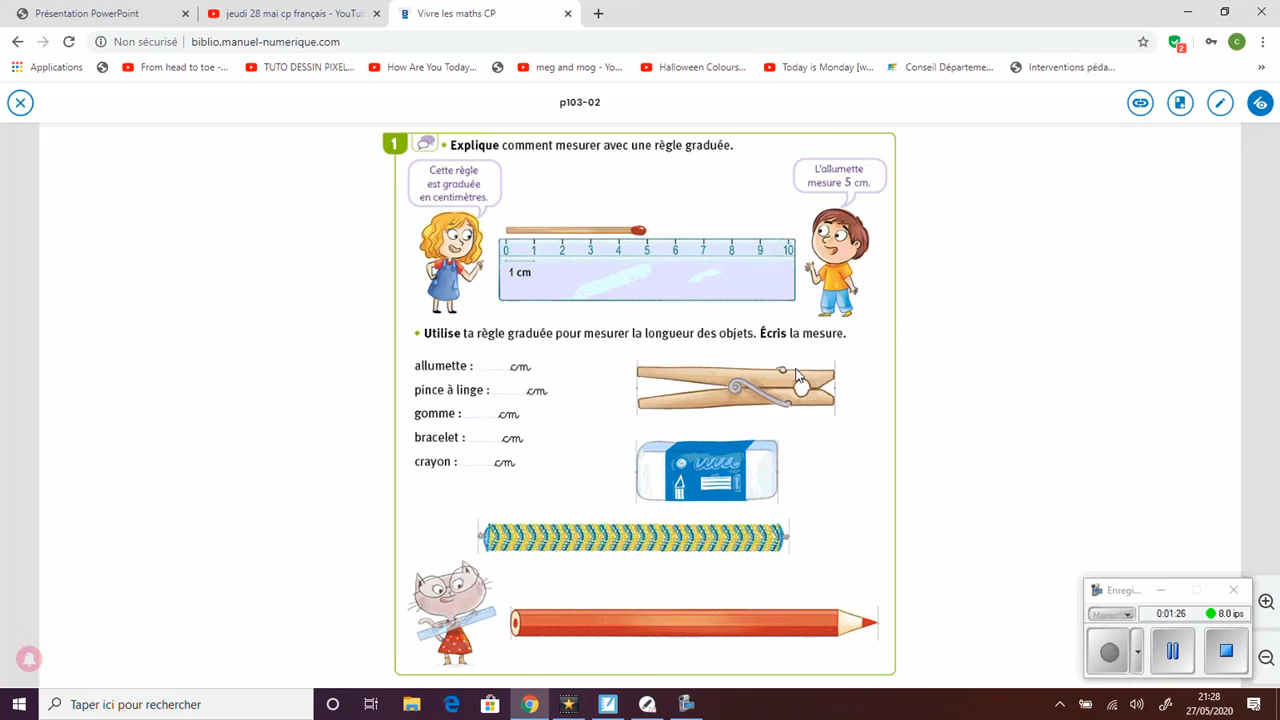 Présentation PowerPoint
jeudi 28 mai cp français - YouTu
Vivre les maths CP
Non sécurisé
biblio.manuel-numerique.com
2
c
Applications
From head to toe -...
TUTO DESSIN PIXEL...
How Are You Today...
meg and mog - Yo...
Halloween Colours...
Today is Monday [w...
Conseil Départeme...
Interventions péda...
»
p103-02
1
• Explique comment mesurer avec une règle graduée.
Cette règle
est graduée
en centimètres.
L'allumette
mesure 5 cm.
0 1 2 3 4 5 6 7 8 9 10
1 cm
• Utilise ta règle graduée pour mesurer la longueur des objets. Écris la mesure.
allumette : cm
pince à linge : cm
gomme : cm
bracelet : cm
crayon : cm
Enregi...
Menu
0:01:26
8.0 ips
Taper ici pour rechercher
21:28
27/05/2020